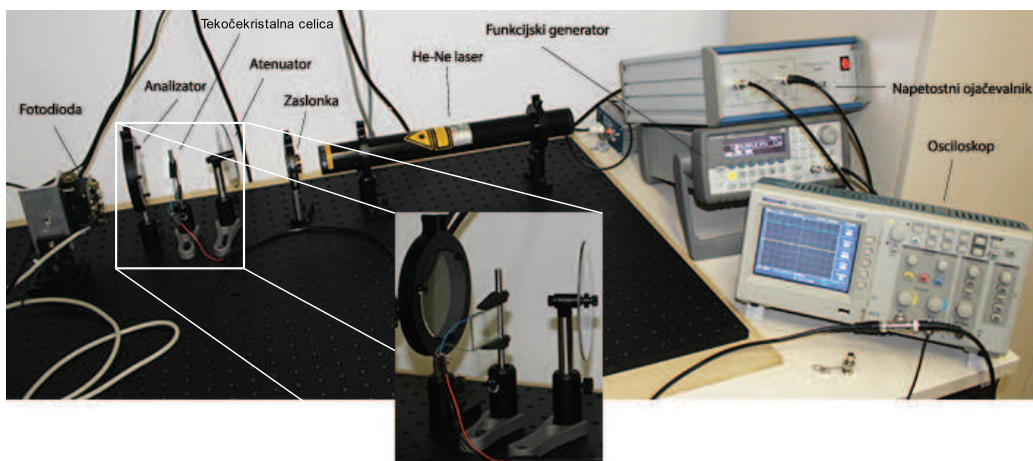 Tekočekristalna celica
Funkcijski generator
He-Ne laser
Atenuator
Analizator
Zaslonka
Fotodioda
Napetostni ojačevalnik
Osciloskop